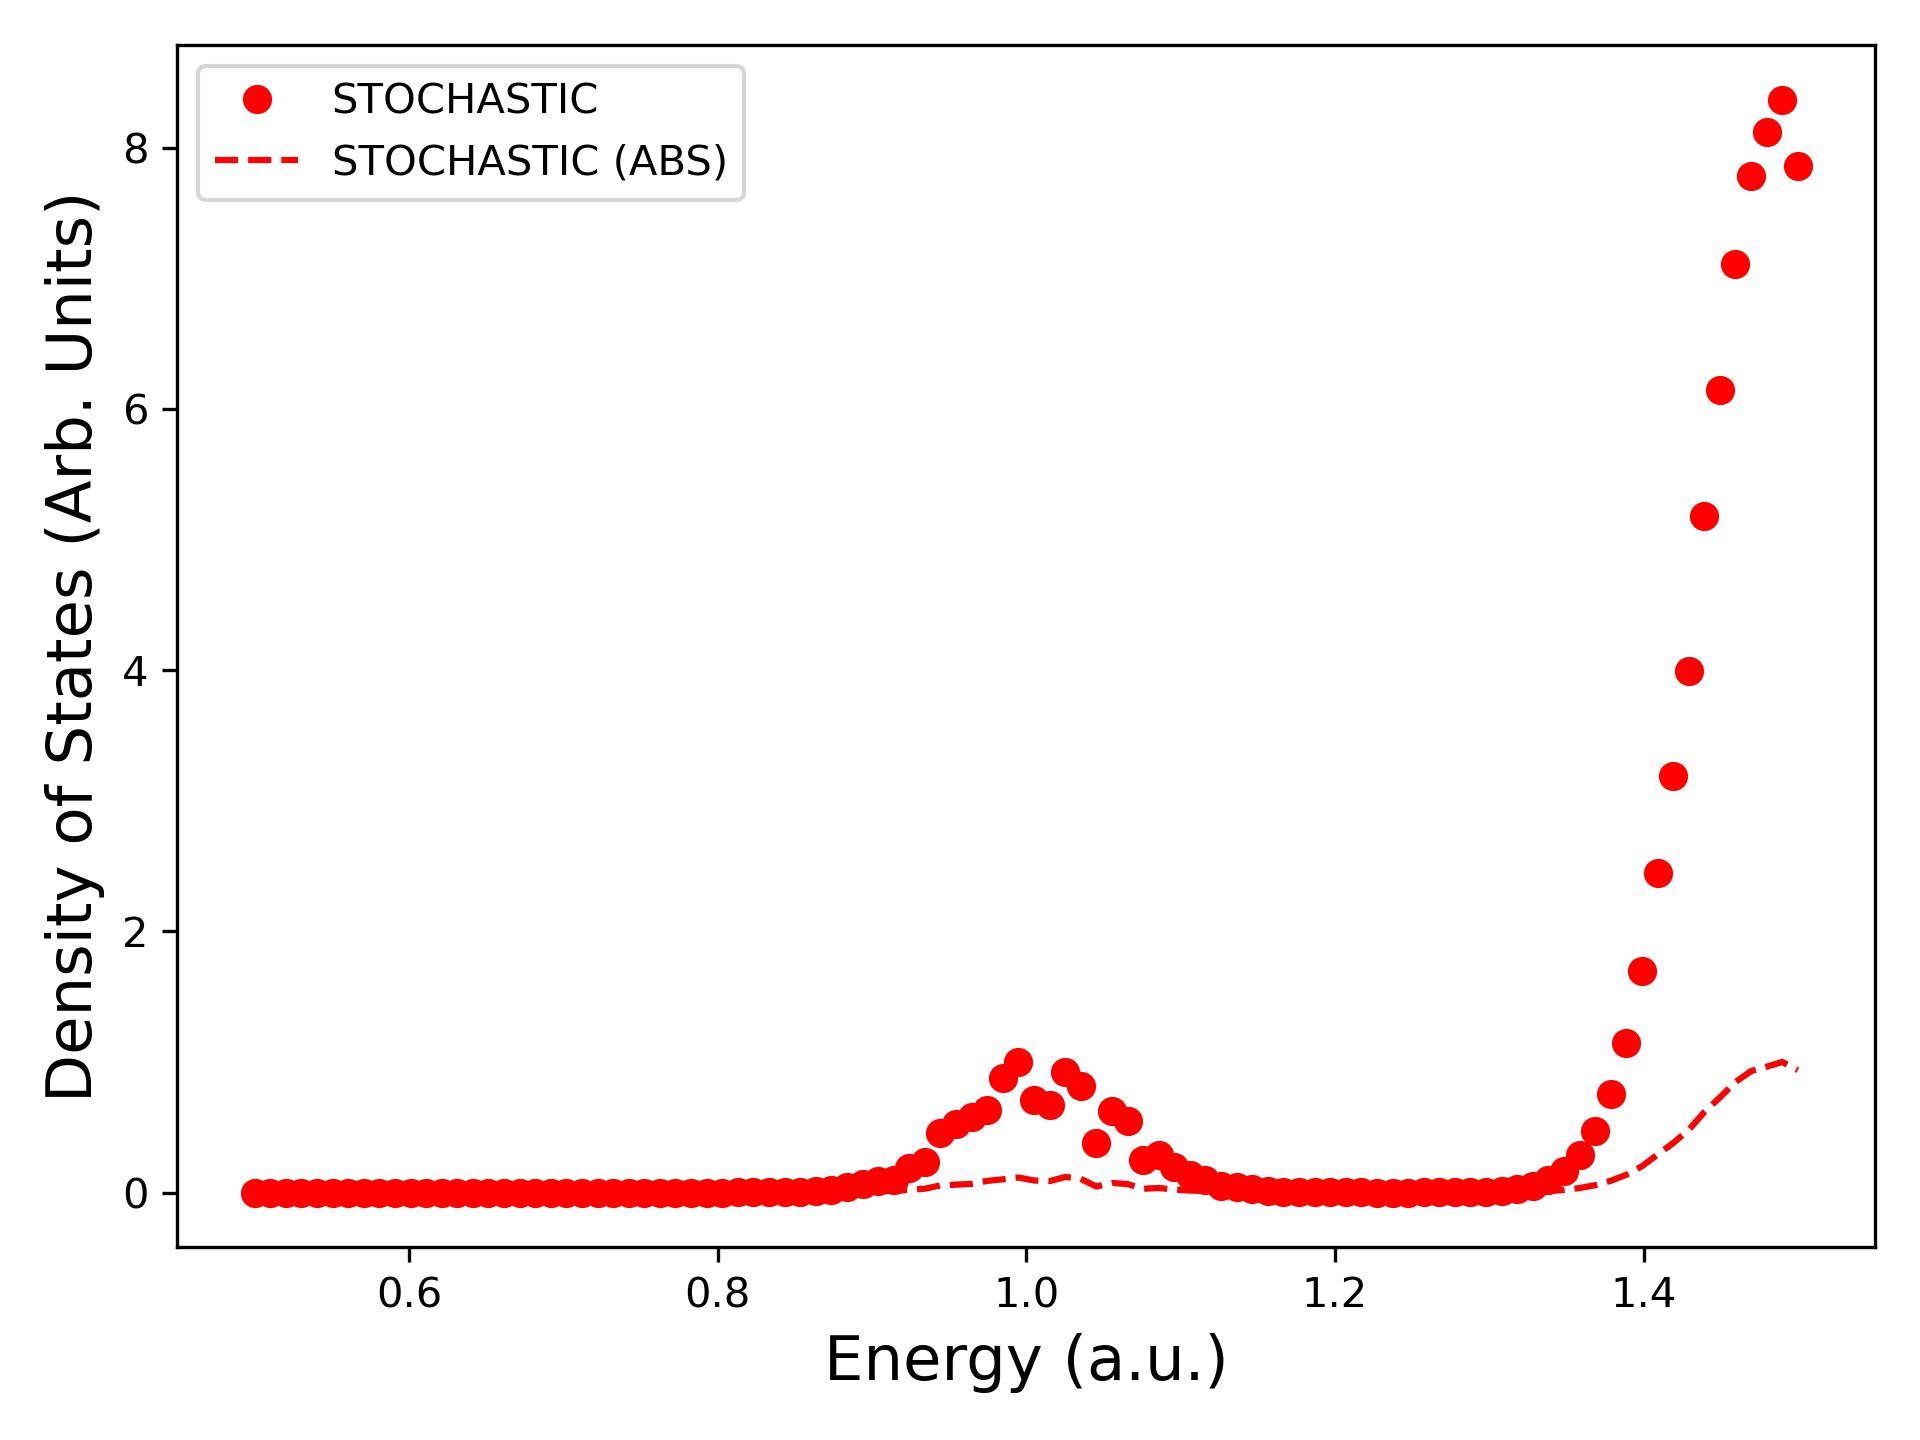 STOCHASTIC
STOCHASTIC (ABS)
Density of States (Arb. Units)
8
6
4
2
0
0.6 0.8 1.0 1.2 1.4
Energy (a.u.)